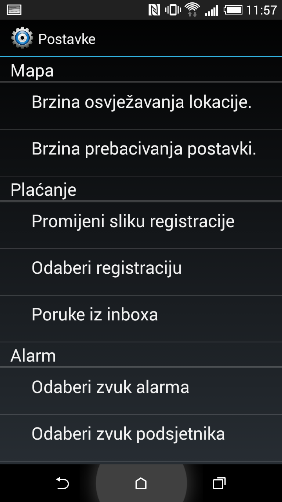 11:57
Postavke
Mapa
Brzina osvježavanja lokacije.
Brzina prebacivanja postavki.
Plaćanje
Promijeni sliku registracije
Odaberi registraciju
Poruke iz inboxa
Alarm
Odaberi zvuk alarma
Odaberi zvuk podsjetnika